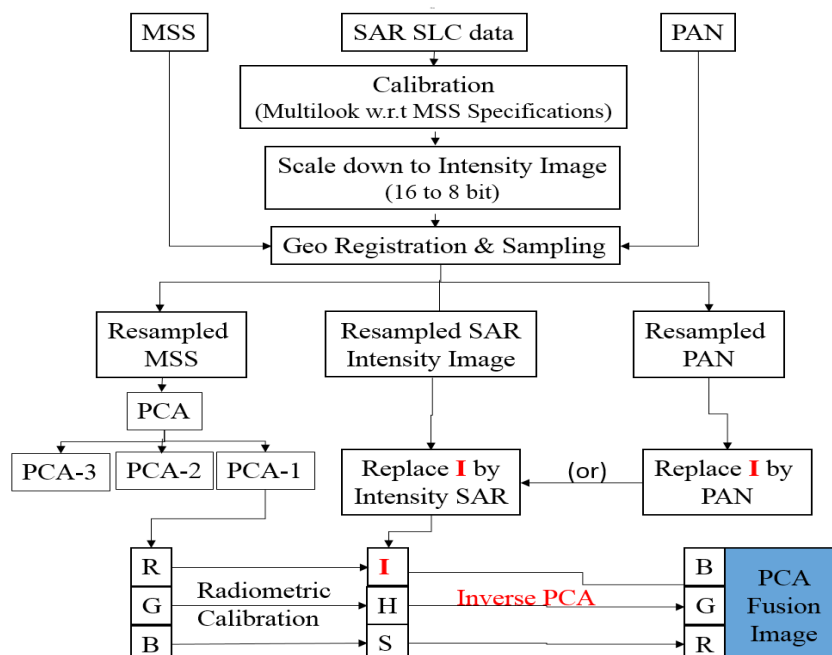 MSS
SAR SLC data
PAN
Calibration
(Multilook w.r.t MSS Specifications)
Scale down to Intensity Image
(16 to 8 bit)
Geo Registration & Sampling
Resampled
MSS
Resampled SAR
Intensity Image
Resampled
PAN
PCA
PCA-3
PCA-2
PCA-1
Replace I by
Intensity SAR
(or)
Replace I by
PAN
R
G
B
Radiometric
Calibration
I
H
S
Inverse PCA
B
G
R
PCA
Fusion
Image